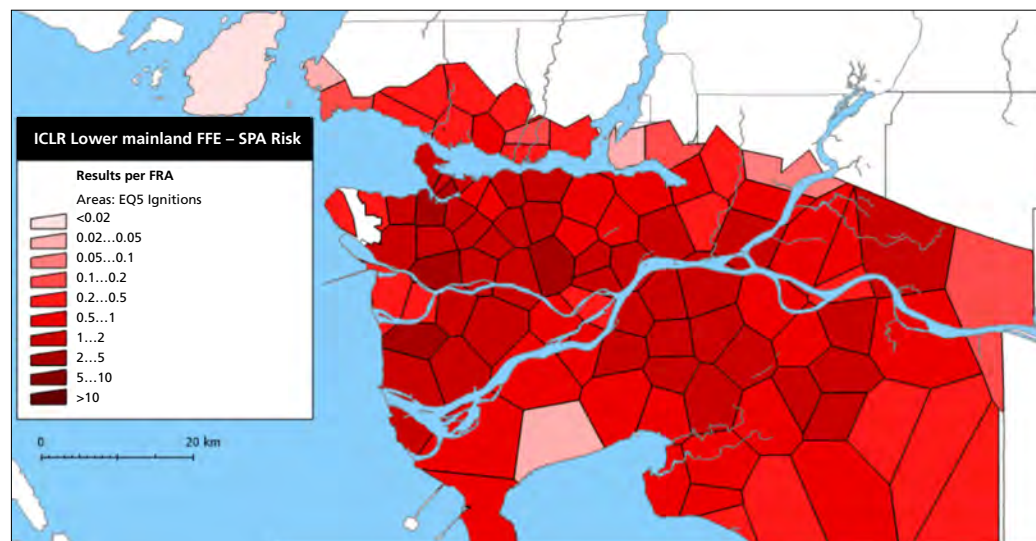 ICLR Lower mainland FFE – SPA Risk
Results per FRA
Areas: EQ5 Ignitions
<0.02
0.02...0.05
0.05...0.1
0.1...0.2
0.2...0.5
0.5...1
1...2
2...5
5...10
>10
0 20 km